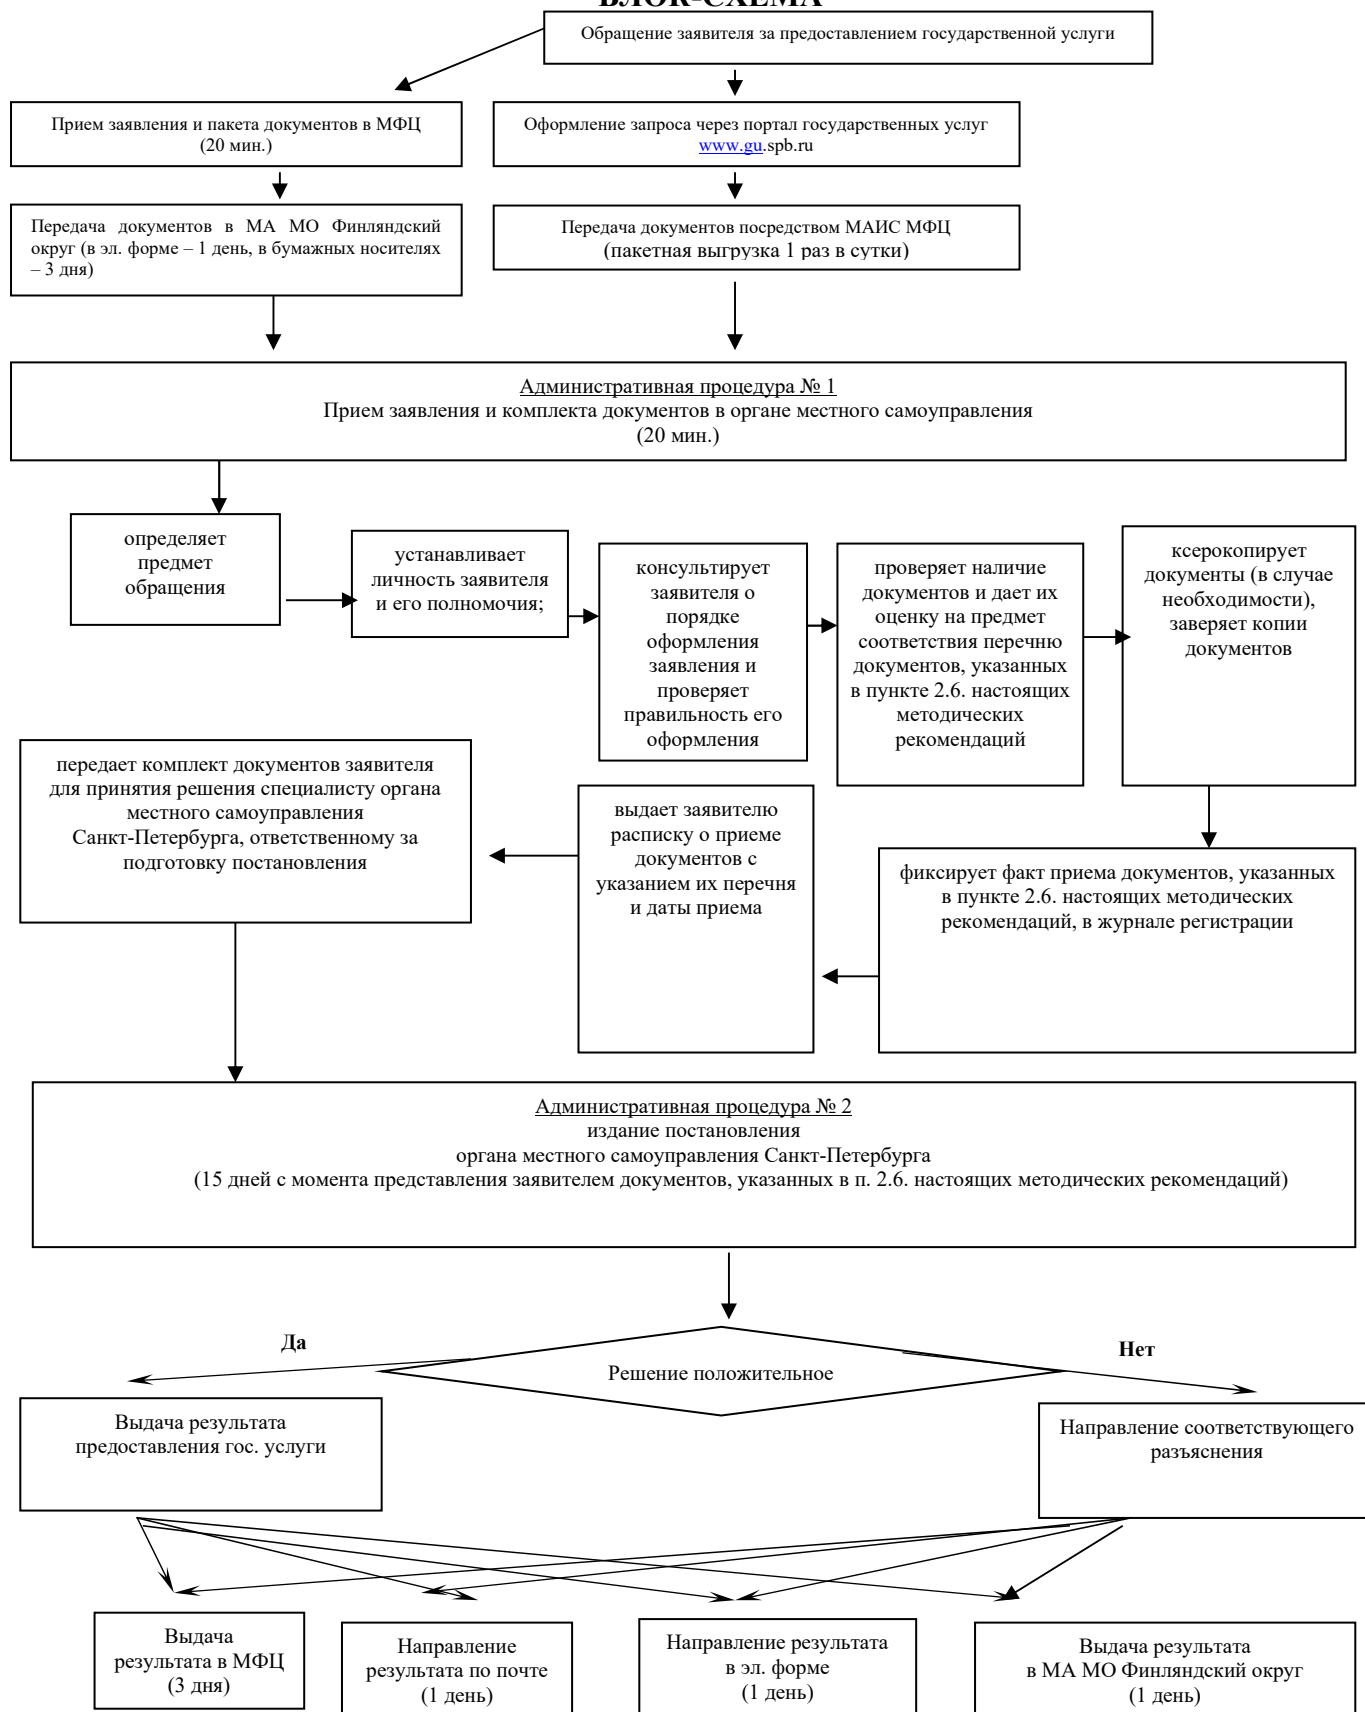 БЛОК-СХЕМА
Обращение заявителя за предоставлением государственной услуги
Прием заявления и пакета документов в МФЦ
(20 мин.)
Оформление запроса через портал государственных услуг
www.gu.spb.ru
Передача документов в МА МО Финляндский
округ (в эл. форме – 1 день, в бумажных носителях
– 3 дня)
Передача документов посредством МАИС МФЦ
(пакетная выгрузка 1 раз в сутки)
Административная процедура № 1
Прием заявления и комплекта документов в органе местного самоуправления
(20 мин.)
определяет
предмет
обращения
устанавливает
личность заявителя
и его полномочия;
консультирует
заявителя о
порядке
оформления
заявления и
проверяет
правильность его
оформления
проверяет наличие
документов и дает их
оценку на предмет
соответствия перечню
документов, указанных
в пункте 2.6. настоящих
методических
рекомендаций
ксерокопирует
документы (в случае
необходимости),
заверяет копии
документов
фиксирует факт приема документов, указанных
в пункте 2.6. настоящих методических
рекомендаций, в журнале регистрации
выдает заявителю
расписку о приеме
документов с
указанием их перечня
и даты приема
передает комплект документов заявителя
для принятия решения специалисту органа
местного самоуправления
Санкт-Петербурга, ответственному за
подготовку постановления
Административная процедура № 2
издание постановления
органа местного самоуправления Санкт-Петербурга
(15 дней с момента представления заявителем документов, указанных в п. 2.6. настоящих методических рекомендаций)
Да
Решение положительное
Нет
Выдача результата
предоставления гос. услуги
Направление соответствующего
разъяснения
Выдача
результата в МФЦ
(3 дня)
Направление
результата по почте
(1 день)
Направление результата
в эл. форме
(1 день)
Выдача результата
в МА МО Финляндский округ
(1 день)